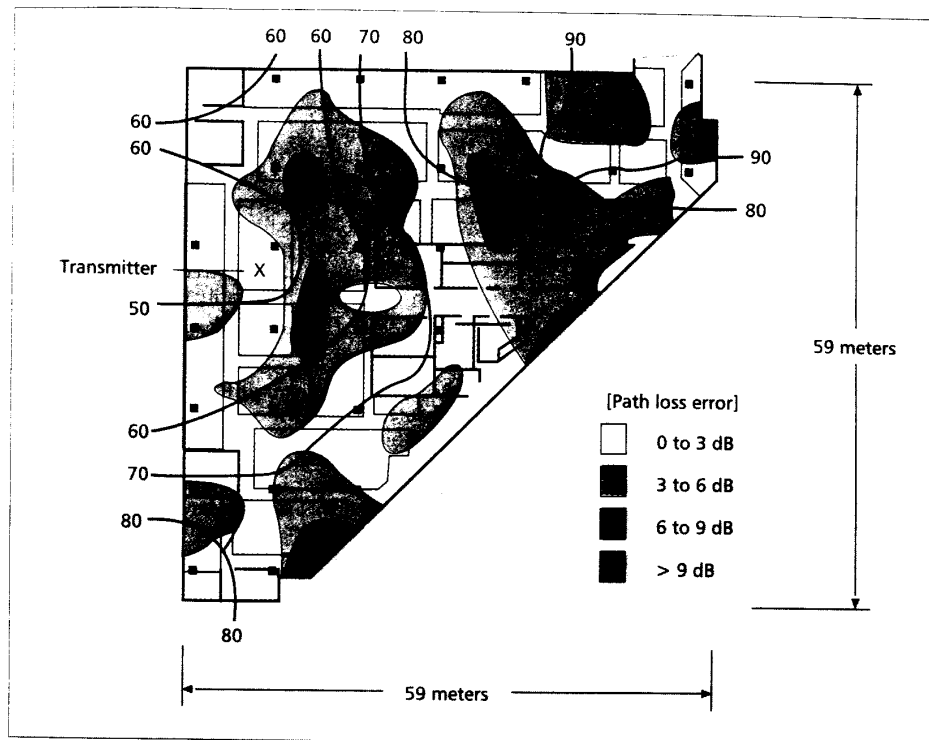 60 60 70 80 90
60
60
90
80
Transmitter X
50
59 meters
[Path loss error]
0 to 3 dB
60
3 to 6 dB
70
6 to 9 dB
80
> 9 dB
80
59 meters